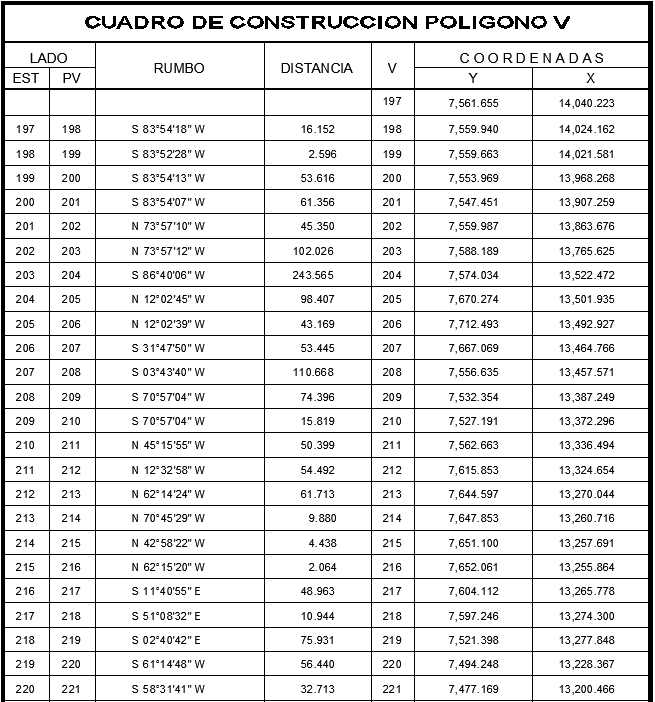 CUADRO DE CONSTRUCCION POLIGONO V
LADO RUMBO DISTANCIA V COORDENADAS
EST PV Y X
197 7,561.655 14,040.223
197 198 S 83°54'18" W 16.152 198 7,559.940 14,024.162
198 199 S 83°52'28" W 2.596 199 7,559.663 14,021.581
199 200 S 83°54'13" W 53.616 200 7,553.969 13,968.268
200 201 S 83°54'07" W 61.356 201 7,547.451 13,907.259
201 202 N 73°57'10" W 45.350 202 7,559.987 13,863.676
202 203 N 73°57'12" W 102.026 203 7,588.189 13,765.625
203 204 S 86°40'06" W 243.565 204 7,574.034 13,522.472
204 205 N 12°02'45" W 98.407 205 7,670.274 13,501.935
205 206 N 12°02'39" W 43.169 206 7,712.493 13,492.927
206 207 S 31°47'50" W 53.445 207 7,667.069 13,464.766
207 208 S 03°43'40" W 110.668 208 7,556.635 13,457.571
208 209 S 70°57'04" W 74.396 209 7,532.354 13,387.249
209 210 S 70°57'04" W 15.819 210 7,527.191 13,372.296
210 211 N 45°15'55" W 50.399 211 7,562.663 13,336.494
211 212 N 12°32'58" W 54.492 212 7,615.853 13,324.654
212 213 N 62°14'24" W 61.713 213 7,644.597 13,270.044
213 214 N 70°45'29" W 9.880 214 7,647.853 13,260.716
214 215 N 42°58'22" W 4.438 215 7,651.100 13,257.691
215 216 N 62°15'20" W 2.064 216 7,652.061 13,255.864
216 217 S 11°40'55" E 48.963 217 7,604.112 13,265.778
217 218 S 51°08'32" E 10.944 218 7,597.246 13,274.300
218 219 S 02°40'42" E 75.931 219 7,521.398 13,277.848
219 220 S 61°14'48" W 56.440 220 7,494.248 13,228.367
220 221 S 58°31'41" W 32.713 221 7,477.169 13,200.466